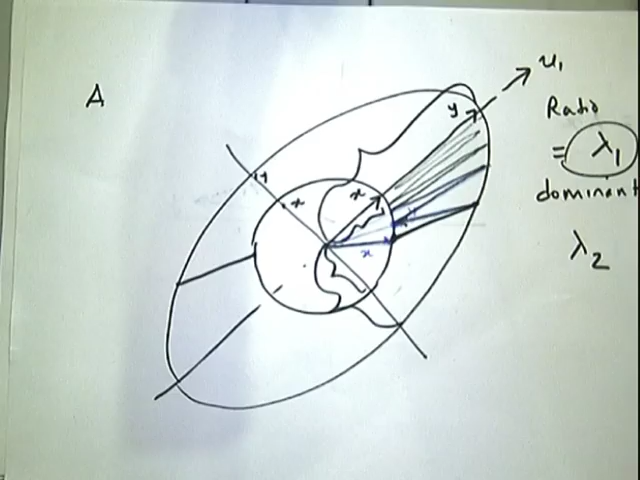 A
u₁
y
Ratio
= λ₁
dominant
λ₂
y
x
x
x